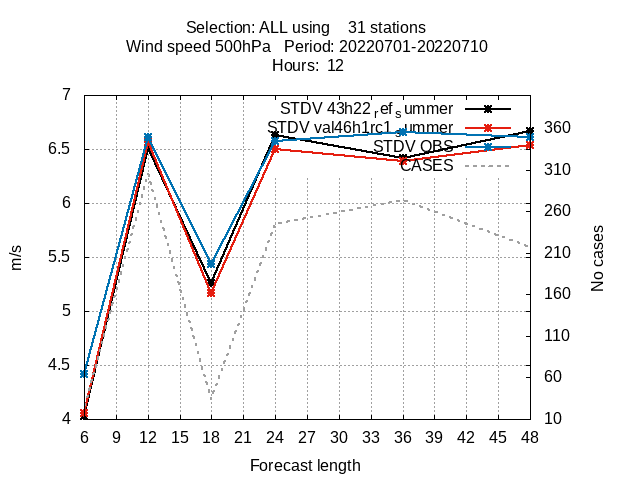 Selection: ALL using 31 stations
Wind speed 500hPa Period: 20220701-20220710
Hours: 12
7
6.5
6
5.5
5
4.5
4
m/s
STDV 43h22refsummer
STDV val46h1rc1summer
STDV OBS
CASES
360
310
260
210
160
110
60
10
No cases
6 9 12 15 18 21 24 27 30 33 36 39 42 45 48
Forecast length